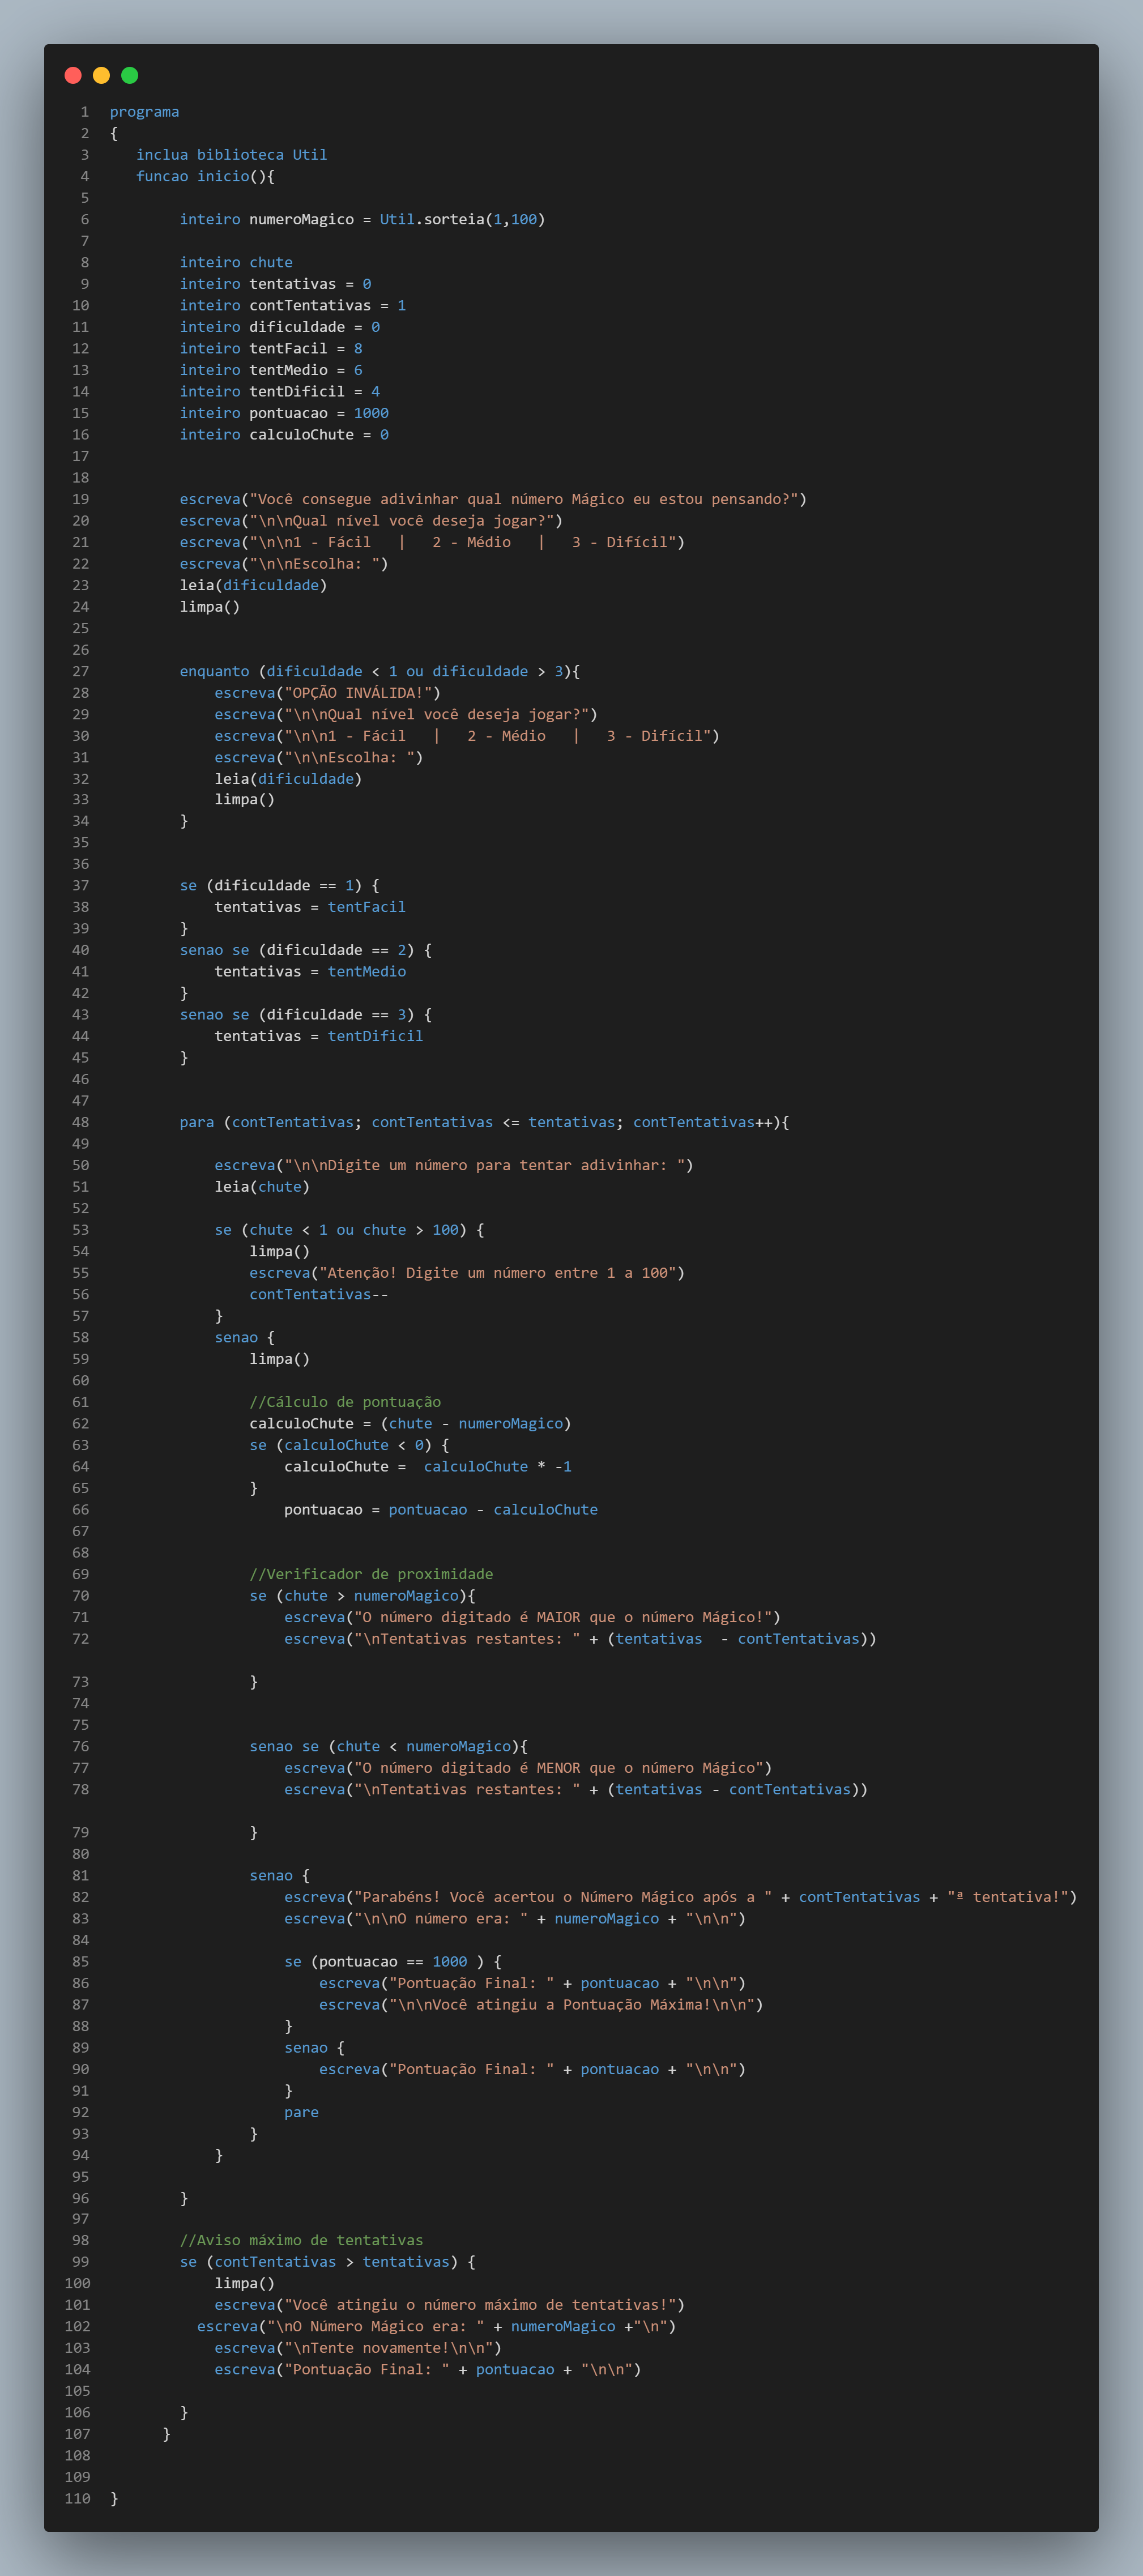 1 programa
2 {
3    inclua biblioteca Util
4    funcao inicio(){
5
6         inteiro numeroMagico = Util.sorteia(1,100)
7
8         inteiro chute
9         inteiro tentativas = 0
10         inteiro contTentativas = 1
11         inteiro dificuldade = 0
12         inteiro tentFacil = 8
13         inteiro tentMedio = 6
14         inteiro tentDificil = 4
15         inteiro pontuacao = 1000
16         inteiro calculoChute = 0
17
18
19         escreva("Você consegue adivinhar qual número Mágico eu estou pensando?")
20         escreva("\n\nQual nível você deseja jogar?")
21         escreva("\n\n1 - Fácil   |   2 - Médio   |   3 - Difícil")
22         escreva("\n\nEscolha: ")
23         leia(dificuldade)
24         limpa()
25
26
27         enquanto (dificuldade < 1 ou dificuldade > 3){
28             escreva("OPÇÃO INVÁLIDA!")
29             escreva("\n\nQual nível você deseja jogar?")
30             escreva("\n\n1 - Fácil   |   2 - Médio   |   3 - Difícil")
31             escreva("\n\nEscolha: ")
32             leia(dificuldade)
33             limpa()
34         }
35
36
37         se (dificuldade == 1) {
38             tentativas = tentFacil
39         }
40         senao se (dificuldade == 2) {
41             tentativas = tentMedio
42         }
43         senao se (dificuldade == 3) {
44             tentativas = tentDificil
45         }
46
47
48         para (contTentativas; contTentativas <= tentativas; contTentativas++){
49
50             escreva("\n\nDigite um número para tentar adivinhar: ")
51             leia(chute)
52
53             se (chute < 1 ou chute > 100) {
54                 limpa()
55                 escreva("Atenção! Digite um número entre 1 a 100")
56                 contTentativas--
57             }
58             senao {
59                 limpa()
60
61                 //Cálculo de pontuação
62                 calculoChute = (chute - numeroMagico)
63                 se (calculoChute < 0) {
64                     calculoChute =  calculoChute * -1
65                 }
66                     pontuacao = pontuacao - calculoChute
67
68
69                 //Verificador de proximidade
70                 se (chute > numeroMagico){
71                     escreva("O número digitado é MAIOR que o número Mágico!")
72                     escreva("\nTentativas restantes: " + (tentativas  - contTentativas))
73                 }
74
75
76                 senao se (chute < numeroMagico){
77                     escreva("O número digitado é MENOR que o número Mágico")
78                     escreva("\nTentativas restantes: " + (tentativas - contTentativas))
79                 }
80
81                 senao {
82                     escreva("Parabéns! Você acertou o Número Mágico após a " + contTentativas + "ª tentativa!")
83                     escreva("\n\nO número era: " + numeroMagico + "\n\n")
84
85                     se (pontuacao == 1000 ) {
86                         escreva("Pontuação Final: " + pontuacao + "\n\n")
87                         escreva("\n\nVocê atingiu a Pontuação Máxima!\n\n")
88                     }
89                     senao {
90                         escreva("Pontuação Final: " + pontuacao + "\n\n")
91                     }
92                     pare
93                 }
94             }
95
96         }
97
98         //Aviso máximo de tentativas
99         se (contTentativas > tentativas) {
100             limpa()
101             escreva("Você atingiu o número máximo de tentativas!")
102           escreva("\nO Número Mágico era: " + numeroMagico +"\n")
103             escreva("\nTente novamente!\n\n")
104             escreva("Pontuação Final: " + pontuacao + "\n\n")
105
106         }
107       }
108
109
110 }